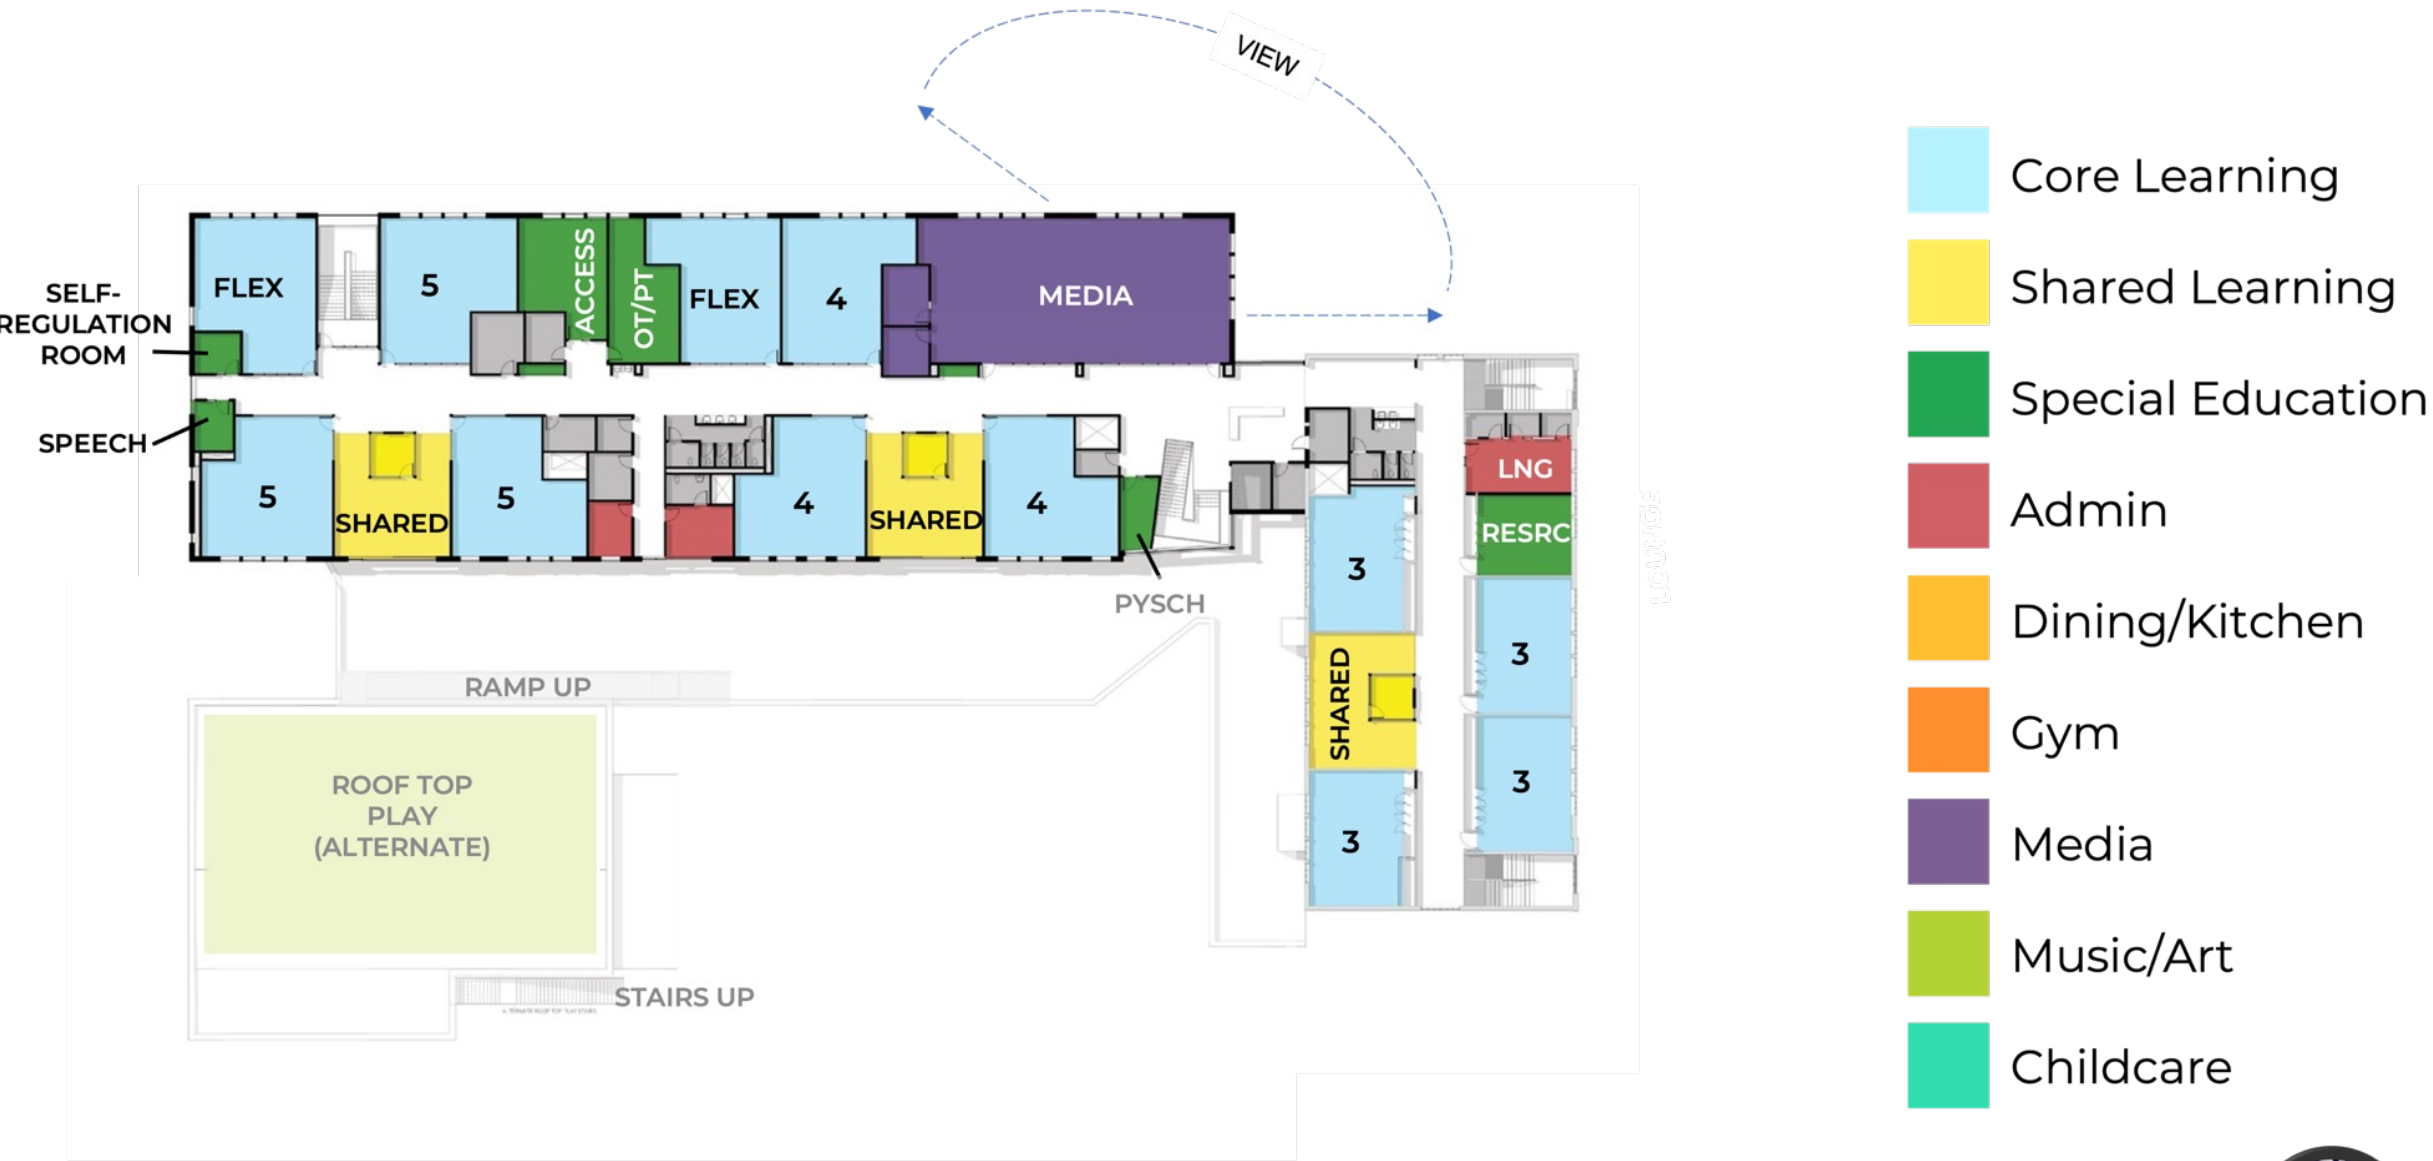 VIEW
FLEX
5
ACCESS
OT/PT
FLEX
4
MEDIA
SELF-
REGULATION
ROOM
SPEECH
5
SHARED
5
4
SHARED
4
PYSCH
LNG
RESRC
3
3
SHARED
3
3
LOUNGE
RAMP UP
ROOF TOP
PLAY
(ALTERNATE)
STAIRS UP
Core Learning
Shared Learning
Special Education
Admin
Dining/Kitchen
Gym
Media
Music/Art
Childcare